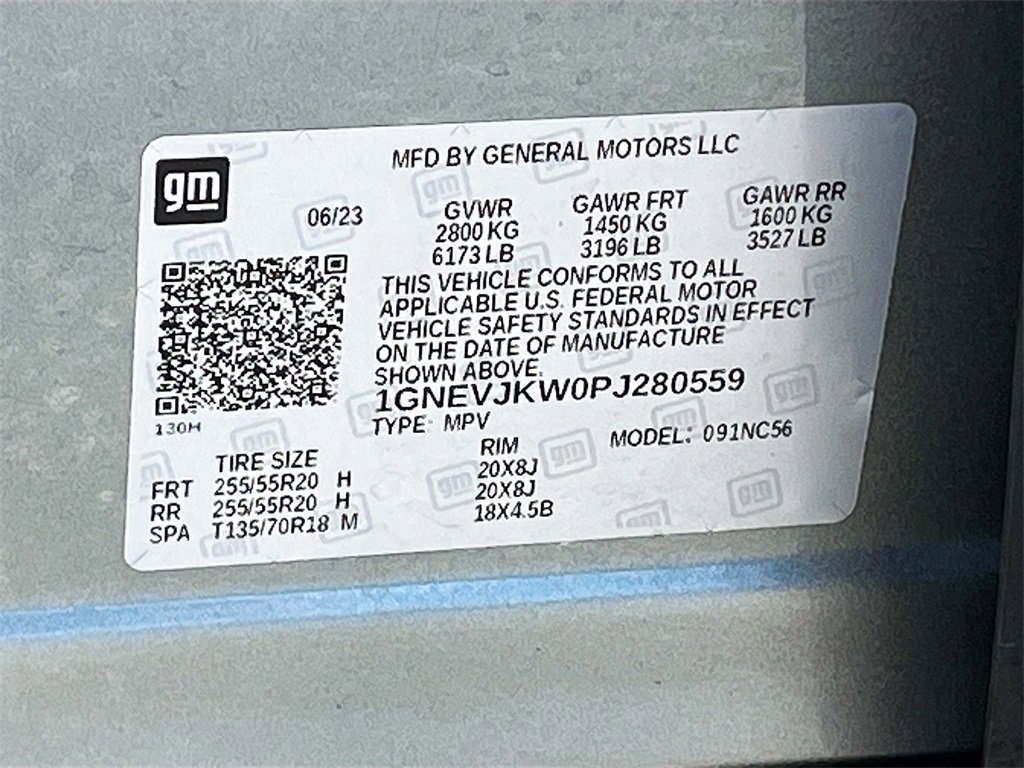 gm
MFD BY GENERAL MOTORS LLC
06/23
GVWR
2800 KG
6173 LB
GAWR FRT
1450 KG
3196 LB
GAWR RR
1600 KG
3527 LB
THIS VEHICLE CONFORMS TO ALL
APPLICABLE U.S. FEDERAL MOTOR
VEHICLE SAFETY STANDARDS IN EFFECT
ON THE DATE OF MANUFACTURE
SHOWN ABOVE.
1GNEVJKW0PJ280559
TYPE: MPV
MODEL: 091NC56
130H
TIRE SIZE RIM
FRT 255/55R20 H 20X8J
RR 255/55R20 H 20X8J
SPA T135/70R18 M 18X4.5B